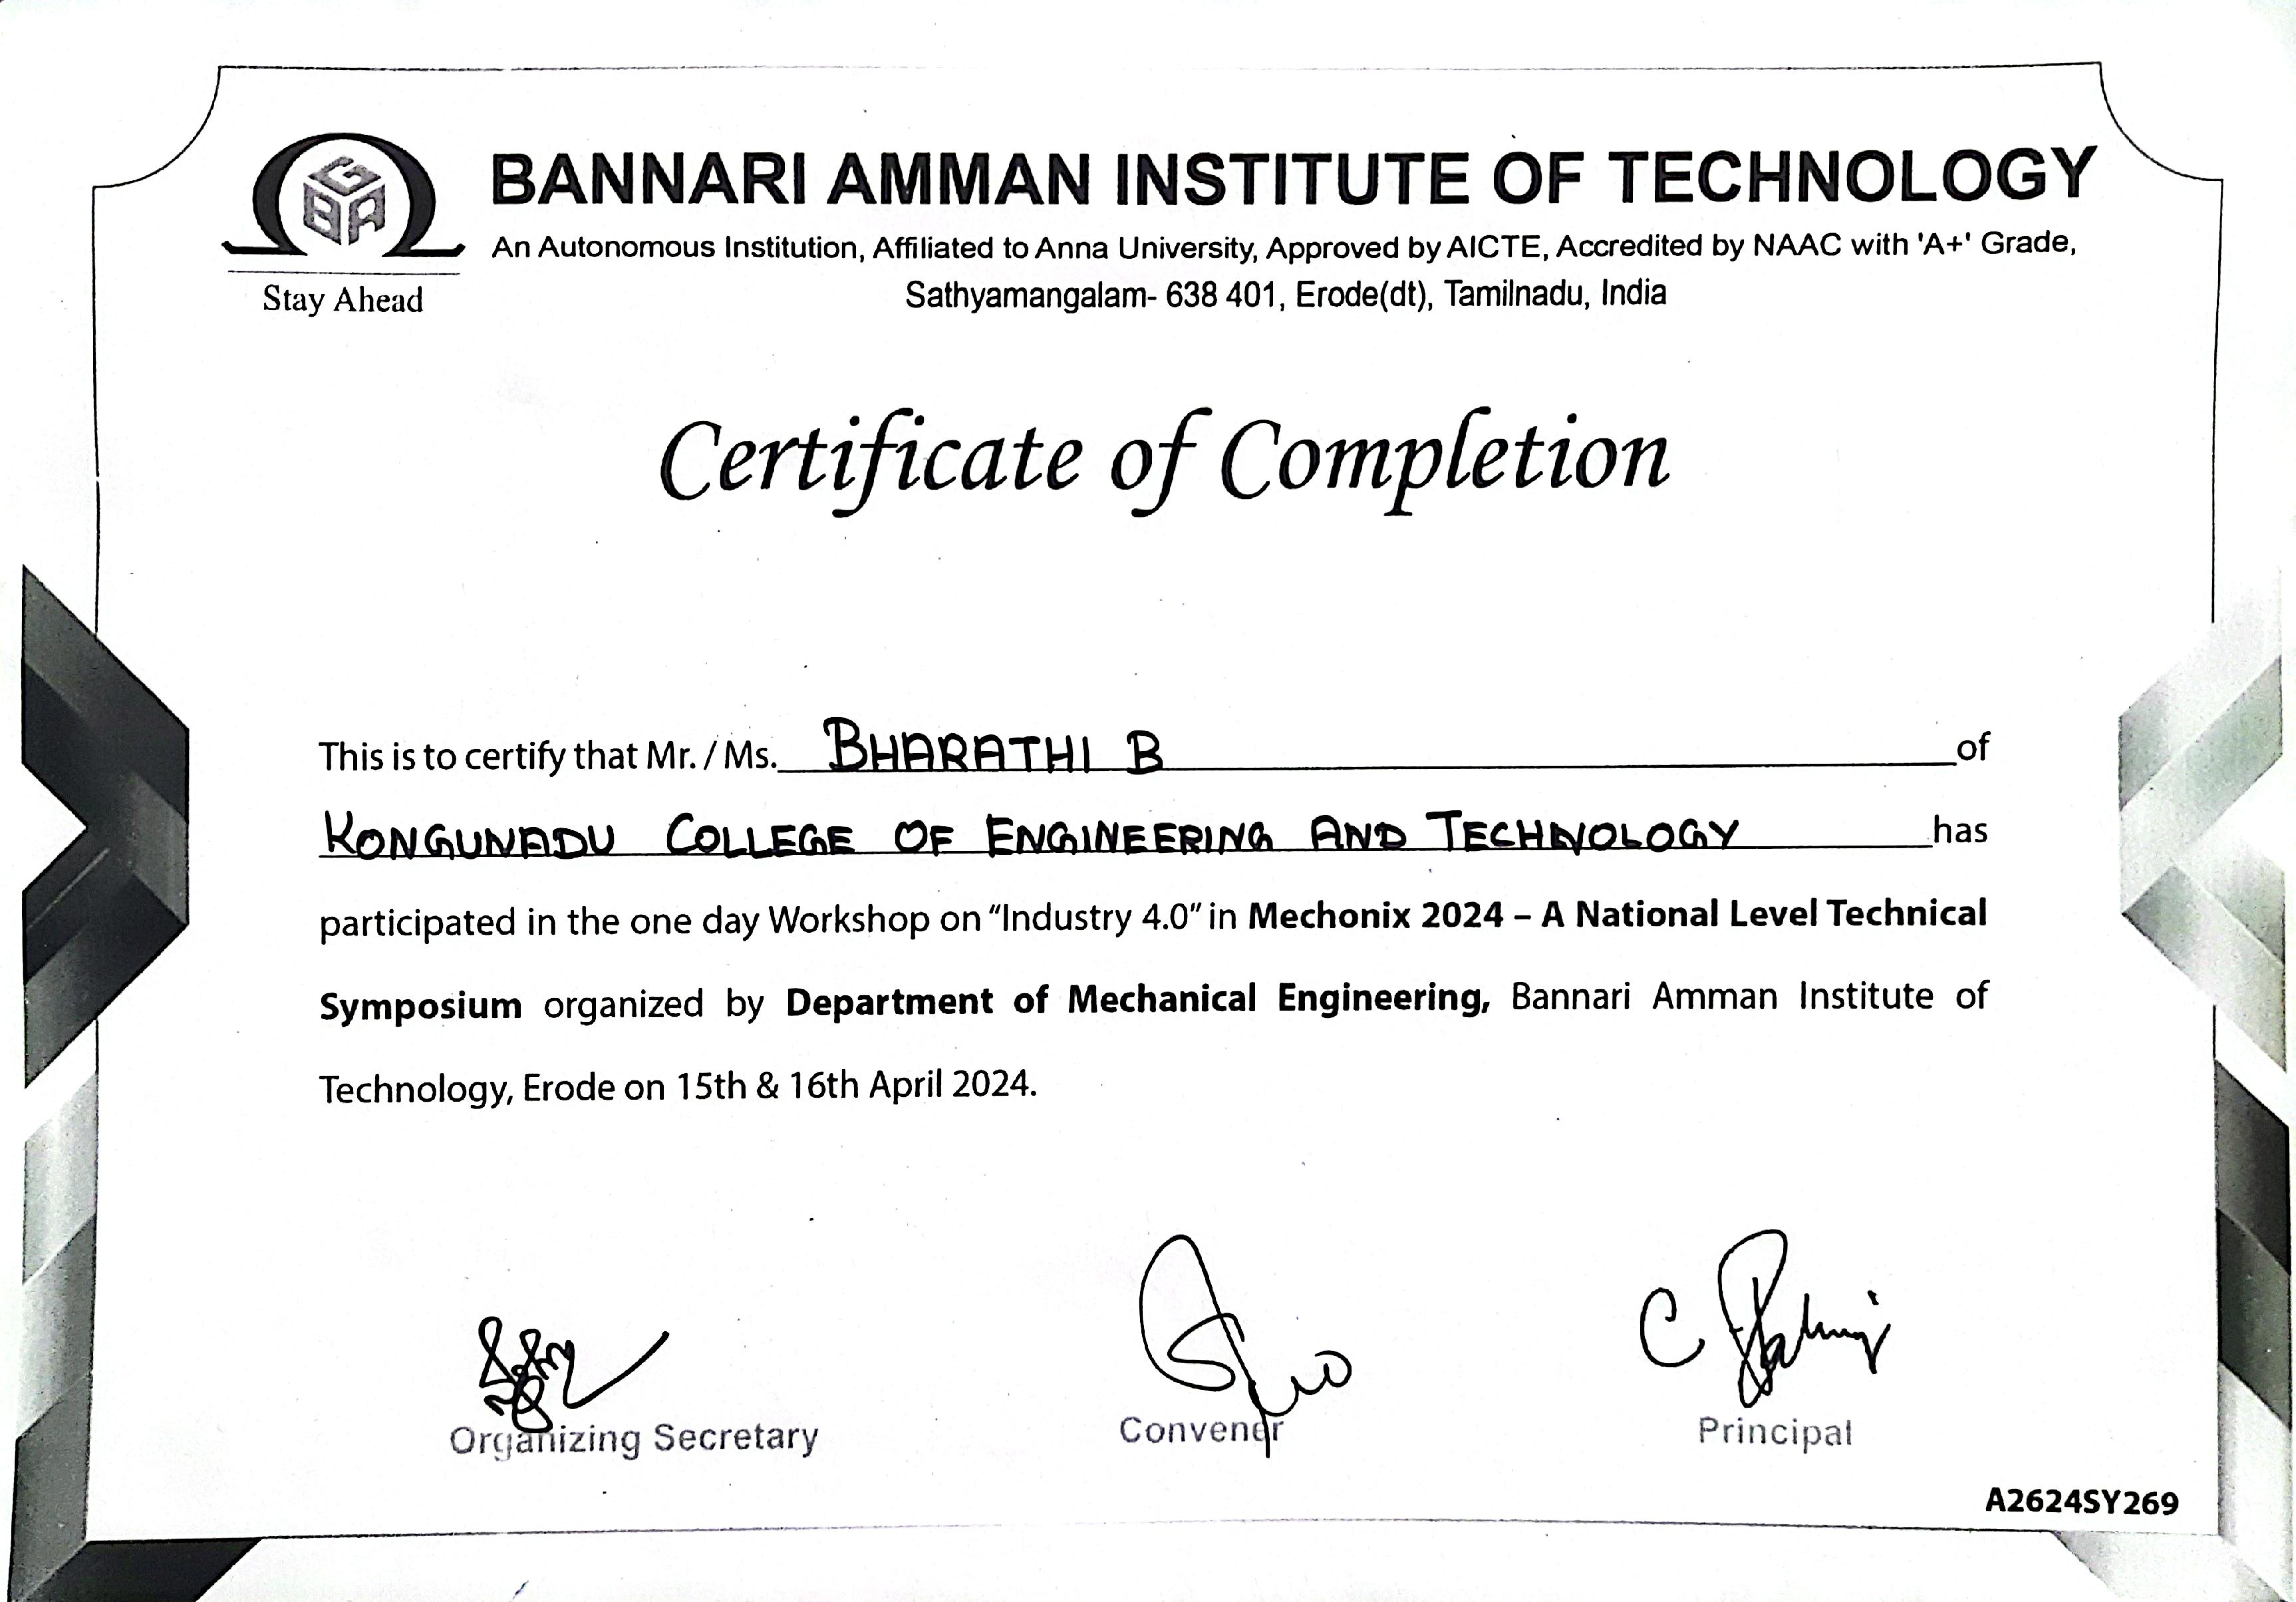 BANNARI AMMAN INSTITUTE OF TECHNOLOGY
An Autonomous Institution, Affiliated to Anna University, Approved by AICTE, Accredited by NAAC with 'A+' Grade,
Sathyamangalam- 638 401, Erode(dt), Tamilnadu, India
GBA
Stay Ahead
Certificate of Completion
This is to certify that Mr. / Ms. BHARATHI B of
KONGUNADU COLLEGE OF ENGINEERING AND TECHNOLOGY has
participated in the one day Workshop on “Industry 4.0” in Mechonix 2024 – A National Level Technical
Symposium organized by Department of Mechanical Engineering, Bannari Amman Institute of
Technology, Erode on 15th & 16th April 2024.
Organizing Secretary
Convener
Principal
A2624SY269